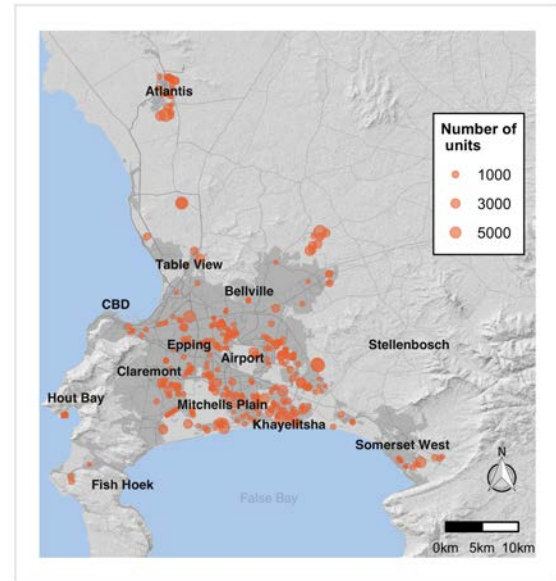 Atlantis
Number of
units
1000
3000
5000
Table View
Bellville
CBD
Epping
Airport
Stellenbosch
Claremont
Hout Bay
Mitchells Plain
Khayelitsha
Somerset West
Fish Hoek
N
False Bay
0km 5km 10km